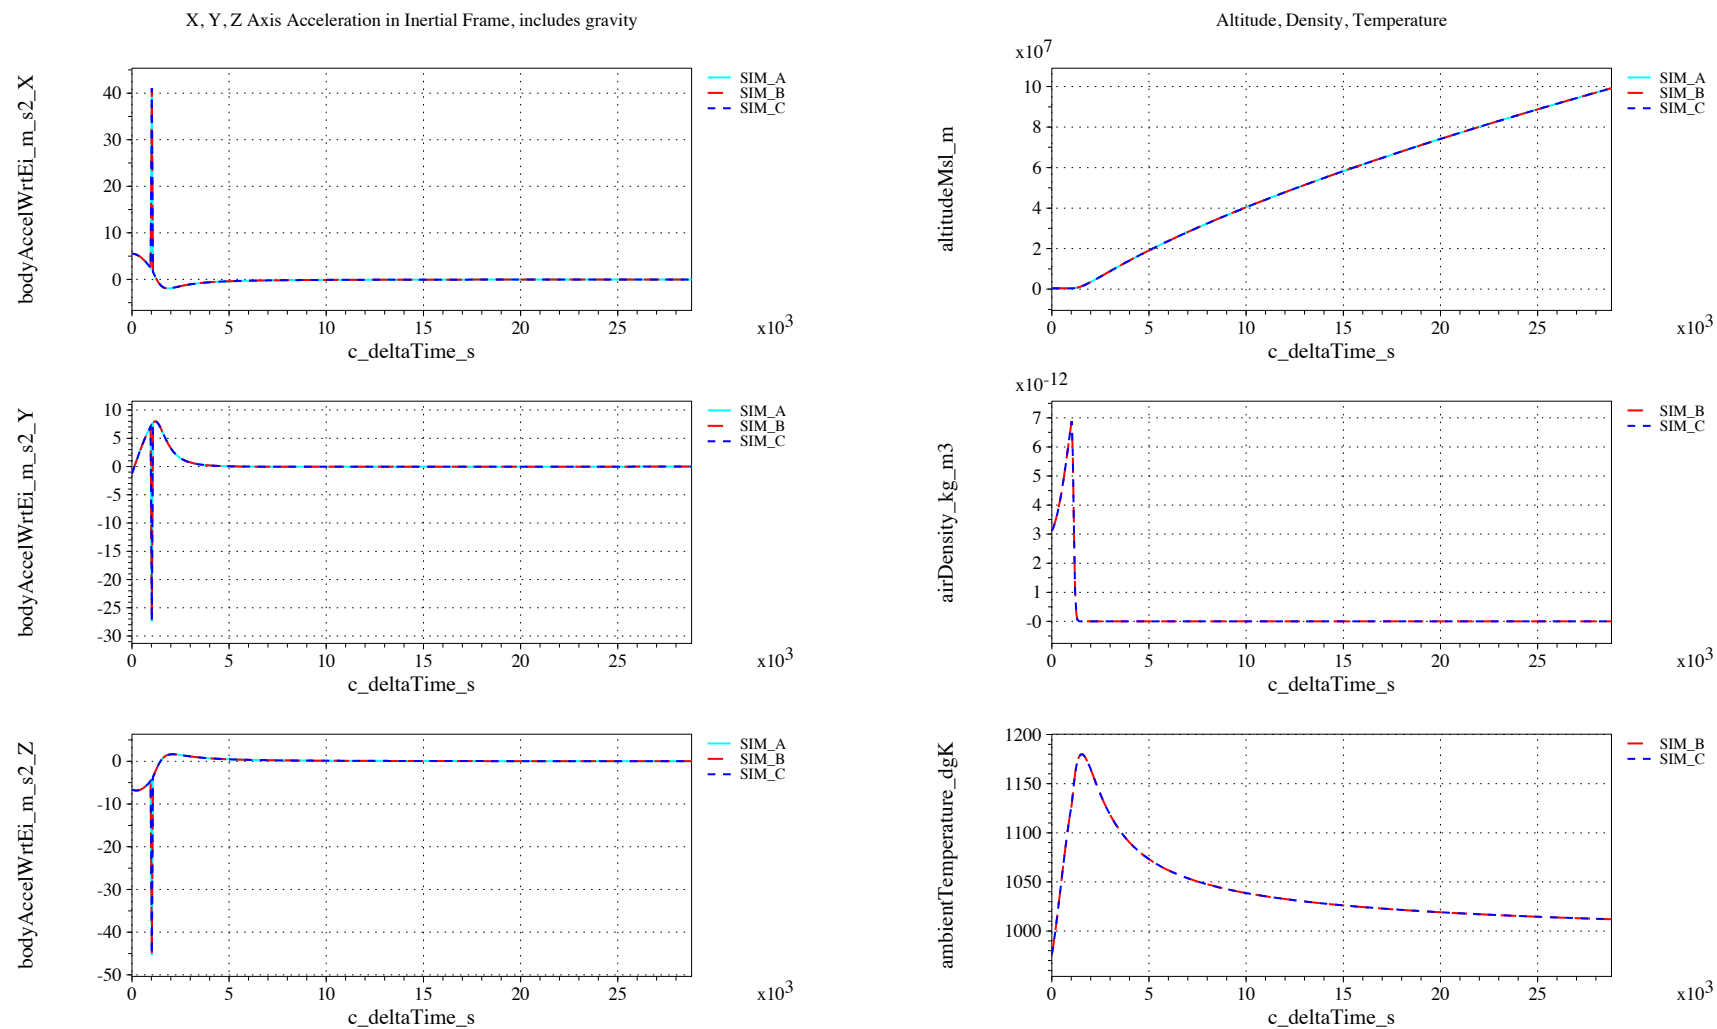 X, Y, Z Axis Acceleration in Inertial Frame, includes gravity
bodyAccelWrtEi_m_s2_X
40
30
20
10
0
0 5 10 15 20 25
x10^3
c_deltaTime_s
SIM_A
SIM_B
SIM_C
bodyAccelWrtEi_m_s2_Y
10
5
0
-5
-10
-15
-20
-25
-30
0 5 10 15 20 25
x10^3
c_deltaTime_s
SIM_A
SIM_B
SIM_C
bodyAccelWrtEi_m_s2_Z
0
-10
-20
-30
-40
-50
0 5 10 15 20 25
x10^3
c_deltaTime_s
SIM_A
SIM_B
SIM_C
Altitude, Density, Temperature
x10^7
altitudeMsl_m
10
8
6
4
2
0
0 5 10 15 20 25
x10^3
c_deltaTime_s
SIM_A
SIM_B
SIM_C
x10^-12
airDensity_kg_m3
7
6
5
4
3
2
1
-0
0 5 10 15 20 25
x10^3
c_deltaTime_s
SIM_B
SIM_C
ambientTemperature_dgK
1200
1150
1100
1050
1000
0 5 10 15 20 25
x10^3
c_deltaTime_s
SIM_B
SIM_C